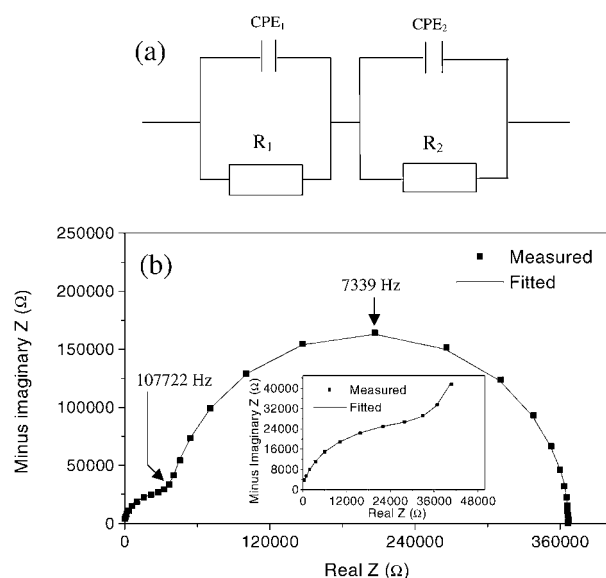 (a)
CPE₁
CPE₂
R₁
R₂
(b)
Measured
Fitted
7339 Hz
107722 Hz
250000
200000
150000
100000
50000
0
Minus imaginary Z (Ω)
0
120000
240000
360000
Real Z (Ω)
Measured
Fitted
40000
32000
24000
16000
8000
0
Minus Imaginary Z (Ω)
0
12000
24000
36000
48000
Real Z (Ω)